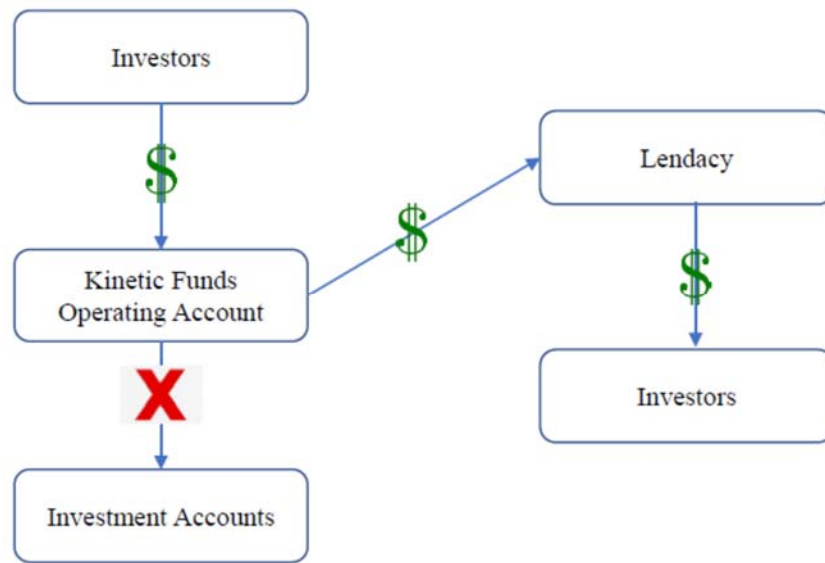 Investors
Lendacy
$
$
$
Kinetic Funds
Operating Account
X
Investors
Investment Accounts